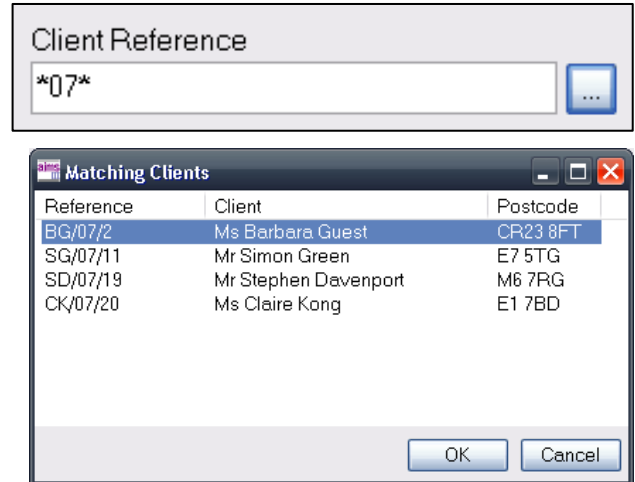 Client Reference
*07*
...
aims Matching Clients
Reference Client Postcode
BG/07/2 Ms Barbara Guest CR23 8FT
SG/07/11 Mr Simon Green E7 5TG
SD/07/19 Mr Stephen Davenport M6 7RG
CK/07/20 Ms Claire Kong E1 7BD
OK Cancel